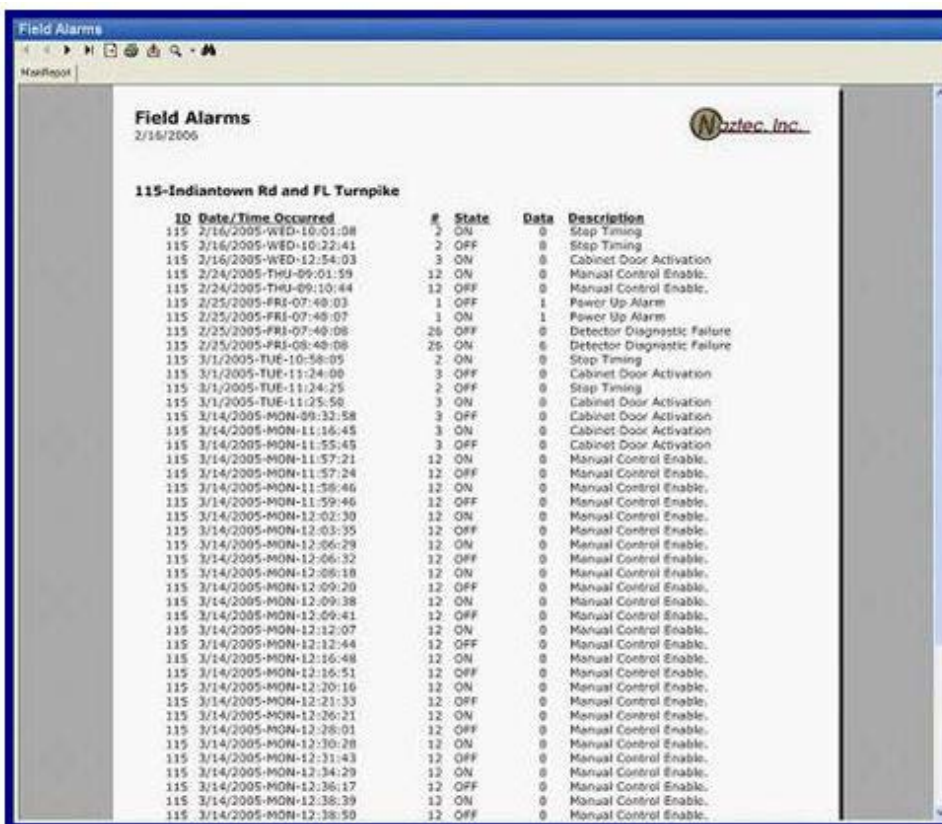 Field Alarms
MainReport
Field Alarms
2/16/2006
Naztec, Inc.
115-Indiantown Rd and FL Turnpike
ID Date/Time Occurred # State Data Description
115 2/16/2005-WED-10:01:08 2 ON 0 Stop Timing
115 2/16/2005-WED-10:22:41 2 OFF 0 Stop Timing
115 2/16/2005-WED-12:54:03 3 ON 0 Cabinet Door Activation
115 2/24/2005-THU-09:01:59 12 ON 0 Manual Control Enable.
115 2/24/2005-THU-09:10:44 12 OFF 0 Manual Control Enable.
115 2/25/2005-FRI-07:40:03 1 OFF 1 Power Up Alarm
115 2/25/2005-FRI-07:40:07 1 ON 1 Power Up Alarm
115 2/25/2005-FRI-07:40:08 26 OFF 0 Detector Diagnostic Failure
115 2/25/2005-FRI-08:40:08 26 ON 6 Detector Diagnostic Failure
115 3/1/2005-TUE-10:58:05 2 ON 0 Stop Timing
115 3/1/2005-TUE-11:24:00 3 OFF 0 Cabinet Door Activation
115 3/1/2005-TUE-11:24:25 2 OFF 0 Stop Timing
115 3/1/2005-TUE-11:25:50 3 ON 0 Cabinet Door Activation
115 3/14/2005-MON-09:32:58 3 OFF 0 Cabinet Door Activation
115 3/14/2005-MON-11:16:45 3 ON 0 Cabinet Door Activation
115 3/14/2005-MON-11:55:45 3 OFF 0 Cabinet Door Activation
115 3/14/2005-MON-11:57:21 12 ON 0 Manual Control Enable.
115 3/14/2005-MON-11:57:24 12 OFF 0 Manual Control Enable.
115 3/14/2005-MON-11:58:46 12 ON 0 Manual Control Enable.
115 3/14/2005-MON-11:59:46 12 OFF 0 Manual Control Enable.
115 3/14/2005-MON-12:02:30 12 ON 0 Manual Control Enable.
115 3/14/2005-MON-12:03:35 12 OFF 0 Manual Control Enable.
115 3/14/2005-MON-12:06:29 12 ON 0 Manual Control Enable.
115 3/14/2005-MON-12:06:32 12 OFF 0 Manual Control Enable.
115 3/14/2005-MON-12:08:18 12 ON 0 Manual Control Enable.
115 3/14/2005-MON-12:09:20 12 OFF 0 Manual Control Enable.
115 3/14/2005-MON-12:09:38 12 ON 0 Manual Control Enable.
115 3/14/2005-MON-12:09:41 12 OFF 0 Manual Control Enable.
115 3/14/2005-MON-12:12:07 12 ON 0 Manual Control Enable.
115 3/14/2005-MON-12:12:44 12 OFF 0 Manual Control Enable.
115 3/14/2005-MON-12:16:48 12 ON 0 Manual Control Enable.
115 3/14/2005-MON-12:16:51 12 OFF 0 Manual Control Enable.
115 3/14/2005-MON-12:20:16 12 ON 0 Manual Control Enable.
115 3/14/2005-MON-12:21:33 12 OFF 0 Manual Control Enable.
115 3/14/2005-MON-12:26:21 12 ON 0 Manual Control Enable.
115 3/14/2005-MON-12:28:01 12 OFF 0 Manual Control Enable.
115 3/14/2005-MON-12:30:28 12 ON 0 Manual Control Enable.
115 3/14/2005-MON-12:31:43 12 OFF 0 Manual Control Enable.
115 3/14/2005-MON-12:34:29 12 ON 0 Manual Control Enable.
115 3/14/2005-MON-12:36:17 12 OFF 0 Manual Control Enable.
115 3/14/2005-MON-12:38:39 12 ON 0 Manual Control Enable.
115 3/14/2005-MON-12:38:50 12 OFF 0 Manual Control Enable.